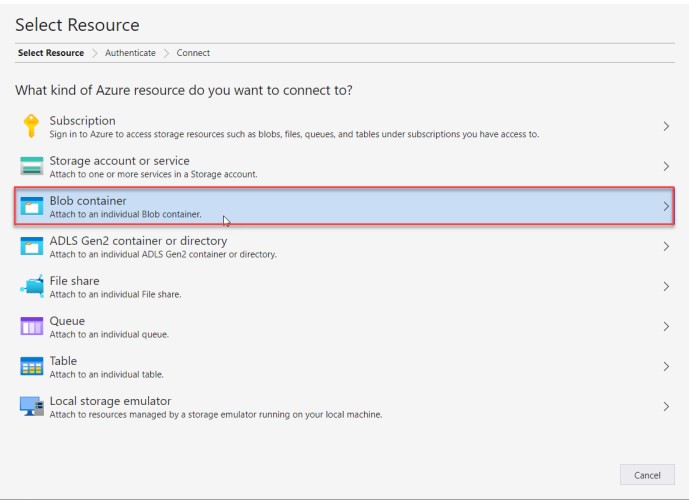 Select Resource
Select Resource > Authenticate > Connect
What kind of Azure resource do you want to connect to?
Subscription
Sign in to Azure to access storage resources such as blobs, files, queues, and tables under subscriptions you have access to.
Storage account or service
Attach to one or more services in a Storage account.
Blob container
Attach to an individual Blob container.
ADLS Gen2 container or directory
Attach to an individual ADLS Gen2 container or directory.
File share
Attach to an individual File share.
Queue
Attach to an individual queue.
Table
Attach to an individual table.
Local storage emulator
Attach to resources managed by a storage emulator running on your local machine.
Cancel